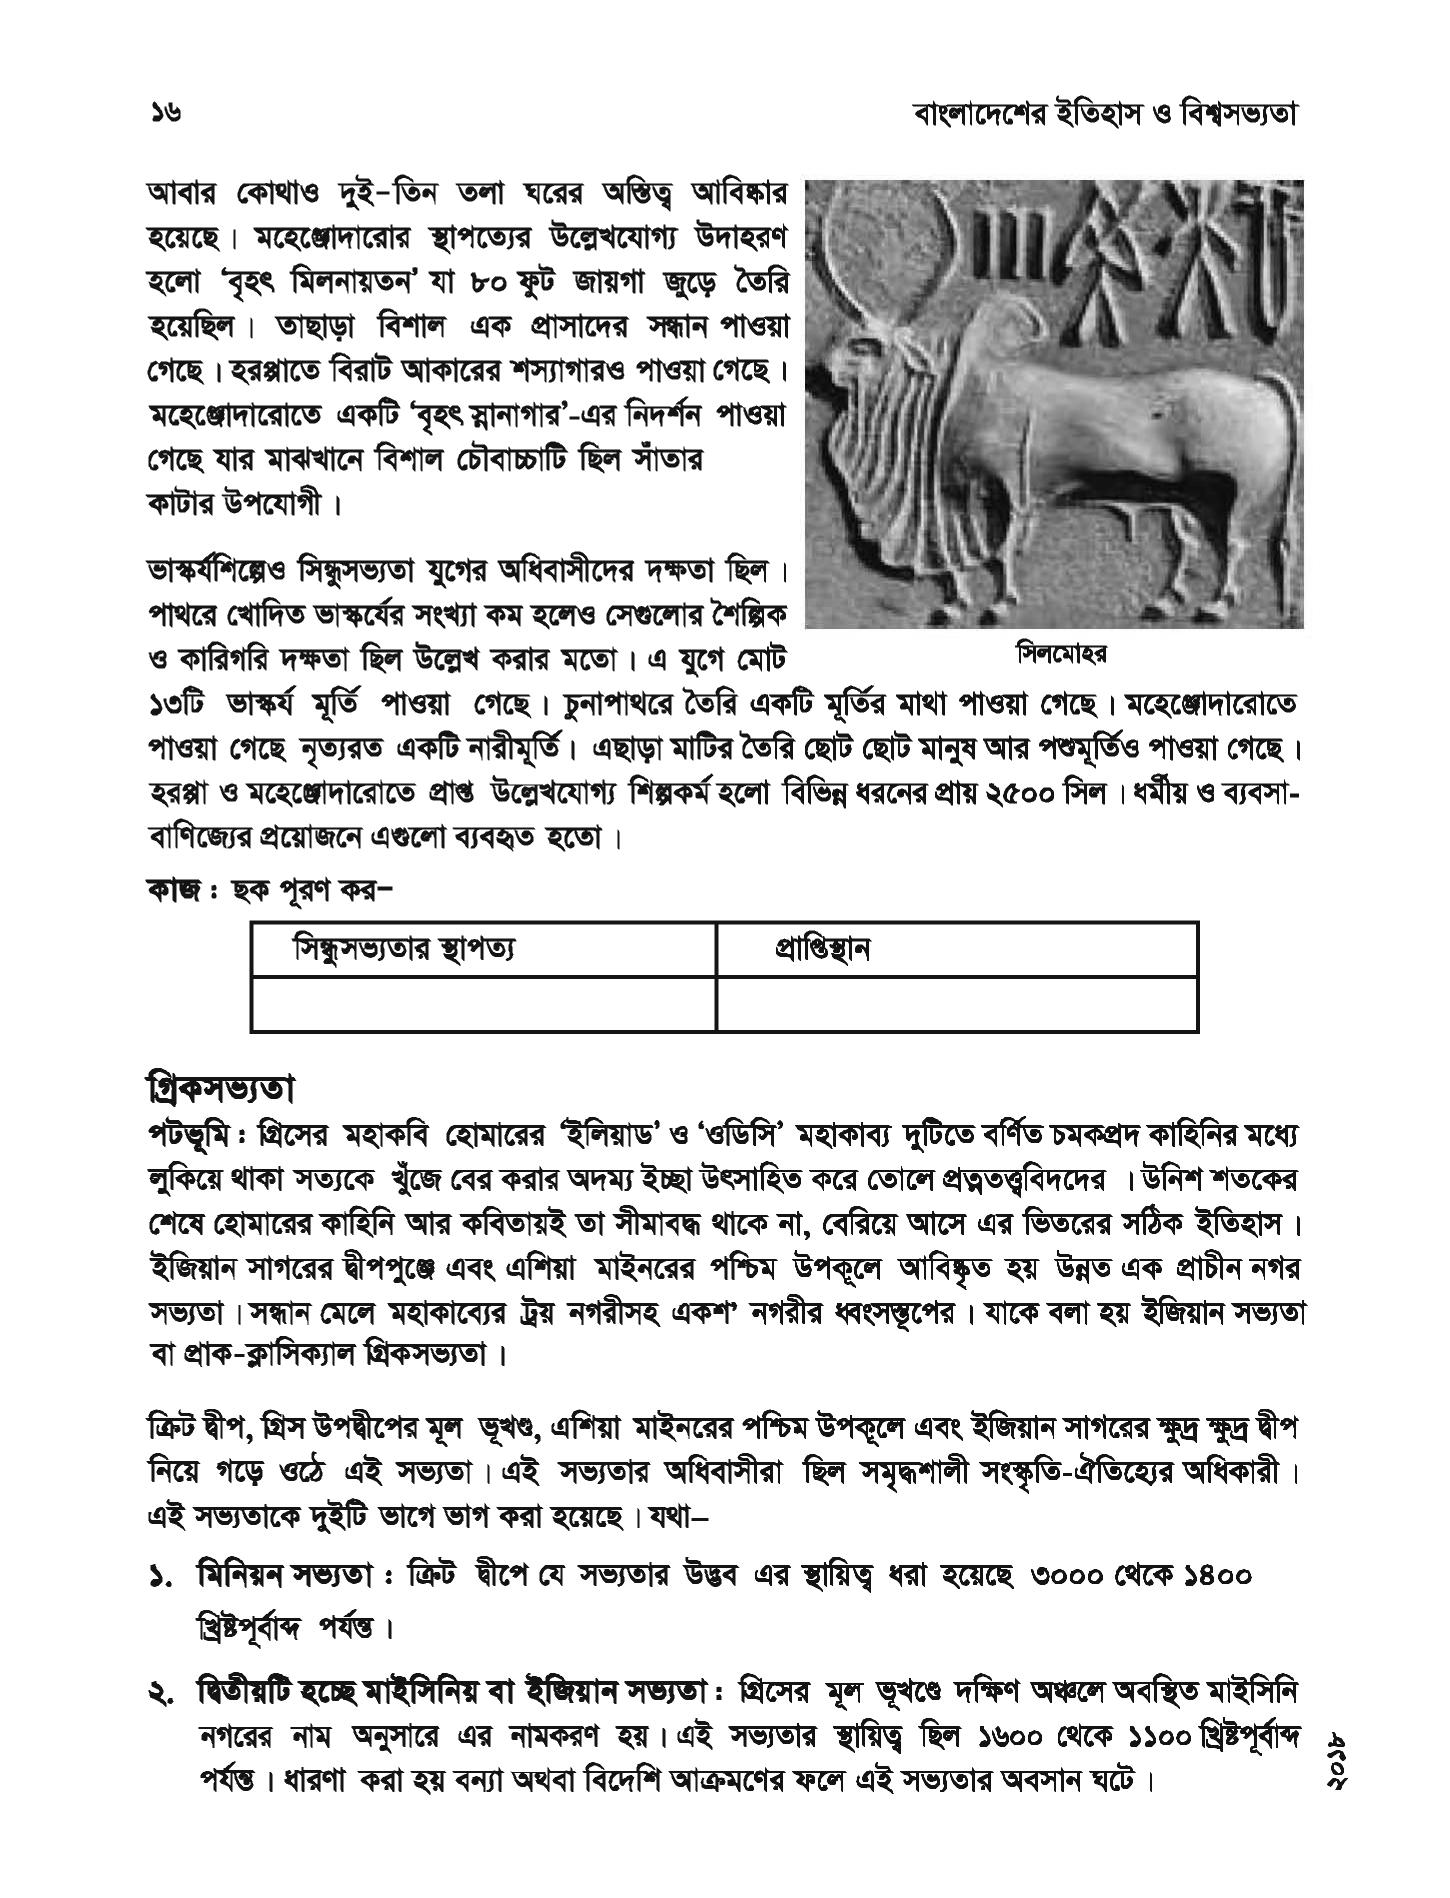 ১৬
বাংলাদেশের ইতিহাস ও বিশ্বসভ্যতা
আবার কোথাও দুই-তিন তলা ঘরের অস্তিত্ব আবিষ্কার
হয়েছে। মহেঞ্জোদারোর স্থাপত্যের উল্লেখযোগ্য উদাহরণ
হলো ‘বৃহৎ মিলনায়তন’ যা ৮০ ফুট জায়গা জুড়ে তৈরি
হয়েছিল। তাছাড়া বিশাল এক প্রাসাদের সন্ধান পাওয়া
গেছে। হরপ্পাতে বিরাট আকারের শস্যাগারও পাওয়া গেছে।
মহেঞ্জোদারোতে একটি ‘বৃহৎ স্নানাগার’-এর নিদর্শন পাওয়া
গেছে যার মাঝখানে বিশাল চৌবাচ্চাটি ছিল সাঁতার
কাটার উপযোগী।
ভাস্কর্যশিল্পেও সিন্ধুসভ্যতা যুগের অধিবাসীদের দক্ষতা ছিল।
পাথরে খোদিত ভাস্কর্যের সংখ্যা কম হলেও সেগুলোর শৈল্পিক
ও কারিগরি দক্ষতা ছিল উল্লেখ করার মতো। এ যুগে মোট
সিলমোহর
১৩টি ভাস্কর্য মূর্তি পাওয়া গেছে। চুনাপাথরে তৈরি একটি মূর্তির মাথা পাওয়া গেছে। মহেঞ্জোদারোতে
পাওয়া গেছে নৃত্যরত একটি নারীমূর্তি। এছাড়া মাটির তৈরি ছোট ছোট মানুষ আর পশুমূর্তিও পাওয়া গেছে।
হরপ্পা ও মহেঞ্জোদারোতে প্রাপ্ত উল্লেখযোগ্য শিল্পকর্ম হলো বিভিন্ন ধরনের প্রায় ২৫০০ সিল। ধর্মীয় ও ব্যবসা-
বাণিজ্যের প্রয়োজনে এগুলো ব্যবহৃত হতো।
কাজ : ছক পূরণ কর–
সিন্ধুসভ্যতার স্থাপত্য
প্রাপ্তিস্থান
গ্রিকসভ্যতা
পটভূমি : গ্রিসের মহাকবি হোমারের ‘ইলিয়াড’ ও ‘ওডিসি’ মহাকাব্য দুটিতে বর্ণিত চমকপ্রদ কাহিনির মধ্যে
লুকিয়ে থাকা সত্যকে খুঁজে বের করার অদম্য ইচ্ছা উৎসাহিত করে তোলে প্রত্নতত্ত্ববিদদের । উনিশ শতকের
শেষে হোমারের কাহিনি আর কবিতায়ই তা সীমাবদ্ধ থাকে না, বেরিয়ে আসে এর ভিতরের সঠিক ইতিহাস।
ইজিয়ান সাগরের দ্বীপপুঞ্জে এবং এশিয়া মাইনরের পশ্চিম উপকূলে আবিষ্কৃত হয় উন্নত এক প্রাচীন নগর
সভ্যতা। সন্ধান মেলে মহাকাব্যের ট্রয় নগরীসহ একশ’ নগরীর ধ্বংসস্তূপের। যাকে বলা হয় ইজিয়ান সভ্যতা
বা প্রাক-ক্লাসিক্যাল গ্রিকসভ্যতা।
ক্রিট দ্বীপ, গ্রিস উপদ্বীপের মূল ভূখণ্ড, এশিয়া মাইনরের পশ্চিম উপকূলে এবং ইজিয়ান সাগরের ক্ষুদ্র ক্ষুদ্র দ্বীপ
নিয়ে গড়ে ওঠে এই সভ্যতা। এই সভ্যতার অধিবাসীরা ছিল সমৃদ্ধশালী সংস্কৃতি-ঐতিহ্যের অধিকারী।
এই সভ্যতাকে দুইটি ভাগে ভাগ করা হয়েছে। যথা–
১. মিনিয়ন সভ্যতা : ক্রিট দ্বীপে যে সভ্যতার উদ্ভব এর স্থায়িত্ব ধরা হয়েছে ৩০০০ থেকে ১৪০০
খ্রিষ্টপূর্বাব্দ পর্যন্ত।
২. দ্বিতীয়টি হচ্ছে মাইসিনিয় বা ইজিয়ান সভ্যতা : গ্রিসের মূল ভূখণ্ডে দক্ষিণ অঞ্চলে অবস্থিত মাইসিনি
নগরের নাম অনুসারে এর নামকরণ হয়। এই সভ্যতার স্থায়িত্ব ছিল ১৬০০ থেকে ১১০০ খ্রিষ্টপূর্বাব্দ
পর্যন্ত। ধারণা করা হয় বন্যা অথবা বিদেশি আক্রমণের ফলে এই সভ্যতার অবসান ঘটে।
২০১৮